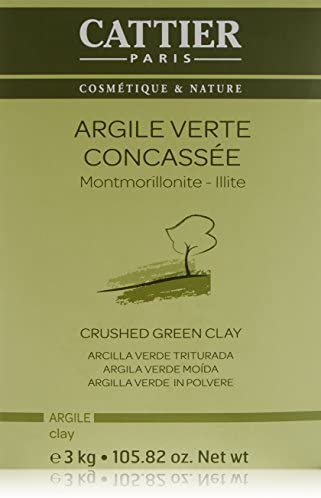 CATTIER
PARIS
COSMÉTIQUE & NATURE
ARGILE VERTE
CONCASSÉE
Montmorillonite - Illite
CRUSHED GREEN CLAY
ARCILLA VERDE TRITURADA
ARGILA VERDE MOÍDA
ARGILLA VERDE IN POLVERE
ARGILE
clay
℮ 3 kg • 105.82 oz. Net wt